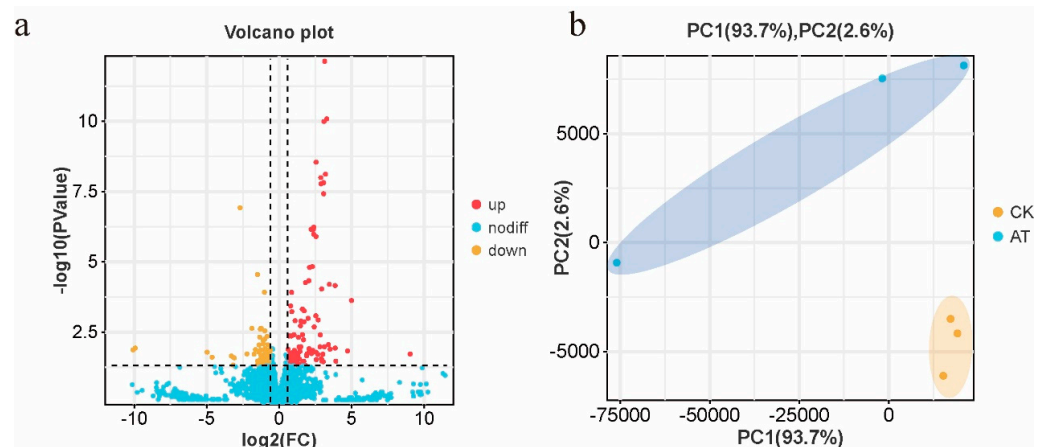 a
Volcano plot
-log10(PValue)
10
7.5
5
2.5
-10
-5
0
5
10
log2(FC)
up
nodiff
down
b
PC1(93.7%),PC2(2.6%)
PC2(2.6%)
5000
0
-5000
-75000
-50000
-25000
0
PC1(93.7%)
CK
AT